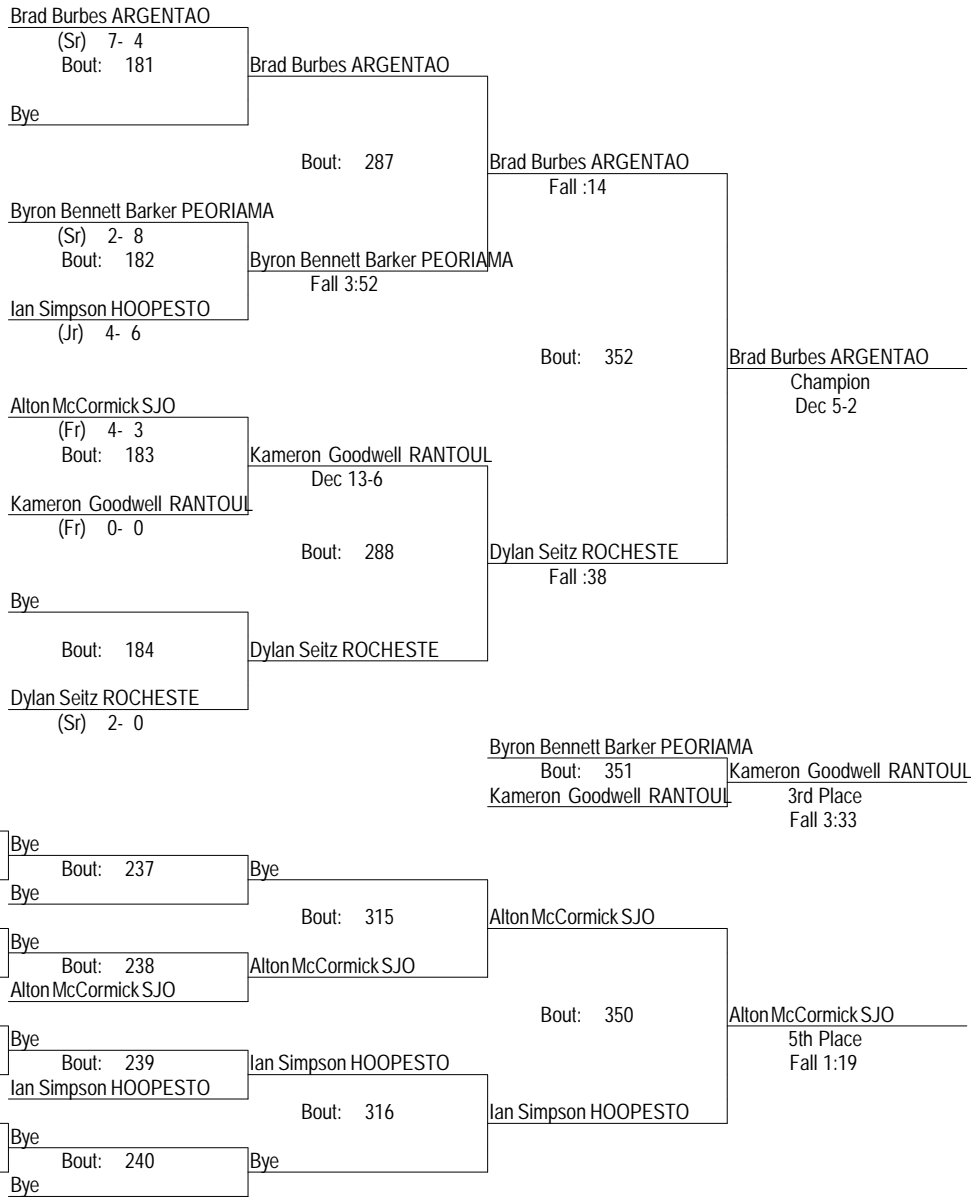 Brad Burbes ARGENTAO
(Sr) 7- 4
Bout: 181
Brad Burbes ARGENTAO
Bye
Bout: 287
Brad Burbes ARGENTAO
Fall :14
Byron Bennett Barker PEORIAMA
(Sr) 2- 8
Bout: 182
Byron Bennett Barker PEORIAMA
Fall 3:52
Ian Simpson HOOPESTO
(Jr) 4- 6
Bout: 352
Brad Burbes ARGENTAO
Champion
Dec 5-2
Alton McCormick SJO
(Fr) 4- 3
Bout: 183
Kameron Goodwell RANTOUL
Dec 13-6
Kameron Goodwell RANTOUL
(Fr) 0- 0
Bout: 288
Dylan Seitz ROCHESTE
Fall :38
Bye
Bout: 184
Dylan Seitz ROCHESTE
Dylan Seitz ROCHESTE
(Sr) 2- 0
Byron Bennett Barker PEORIAMA
Bout: 351
Kameron Goodwell RANTOUL
Kameron Goodwell RANTOUL
3rd Place
Fall 3:33
Bye
Bout: 237
Bye
Bye
Bout: 315
Alton McCormick SJO
Bye
Bout: 238
Alton McCormick SJO
Alton McCormick SJO
Bout: 350
Alton McCormick SJO
5th Place
Fall 1:19
Bye
Bout: 239
Ian Simpson HOOPESTO
Ian Simpson HOOPESTO
Bout: 316
Ian Simpson HOOPESTO
Bye
Bout: 240
Bye
Bye